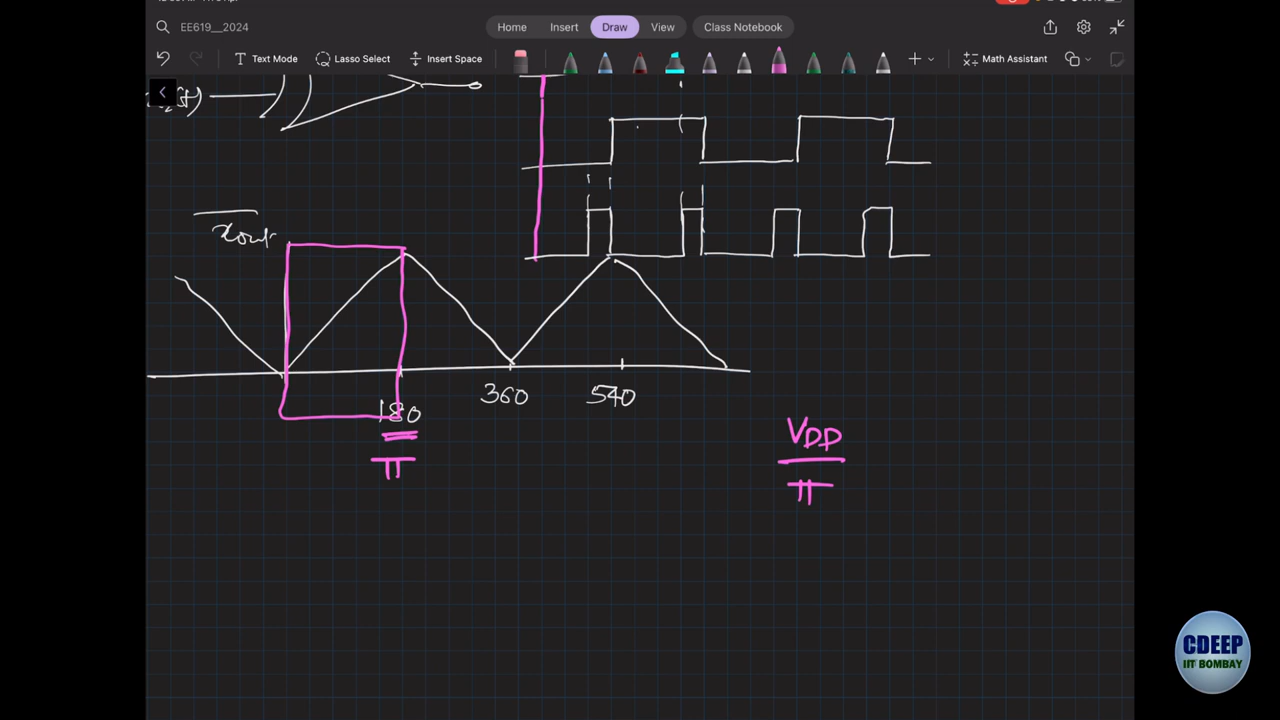 EE619__2024
Home Insert Draw View Class Notebook
Text Mode Lasso Select Insert Space Math Assistant
xout
180
360
540
π
VDD
π
CDEEP
IIT BOMBAY